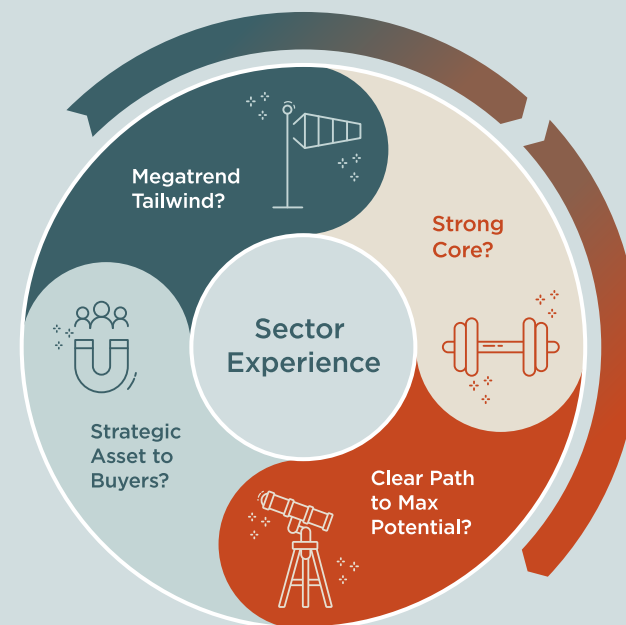 Megatrend
Tailwind?
Strong
Core?
Sector
Experience
Strategic
Asset to
Buyers?
Clear Path
to Max
Potential?